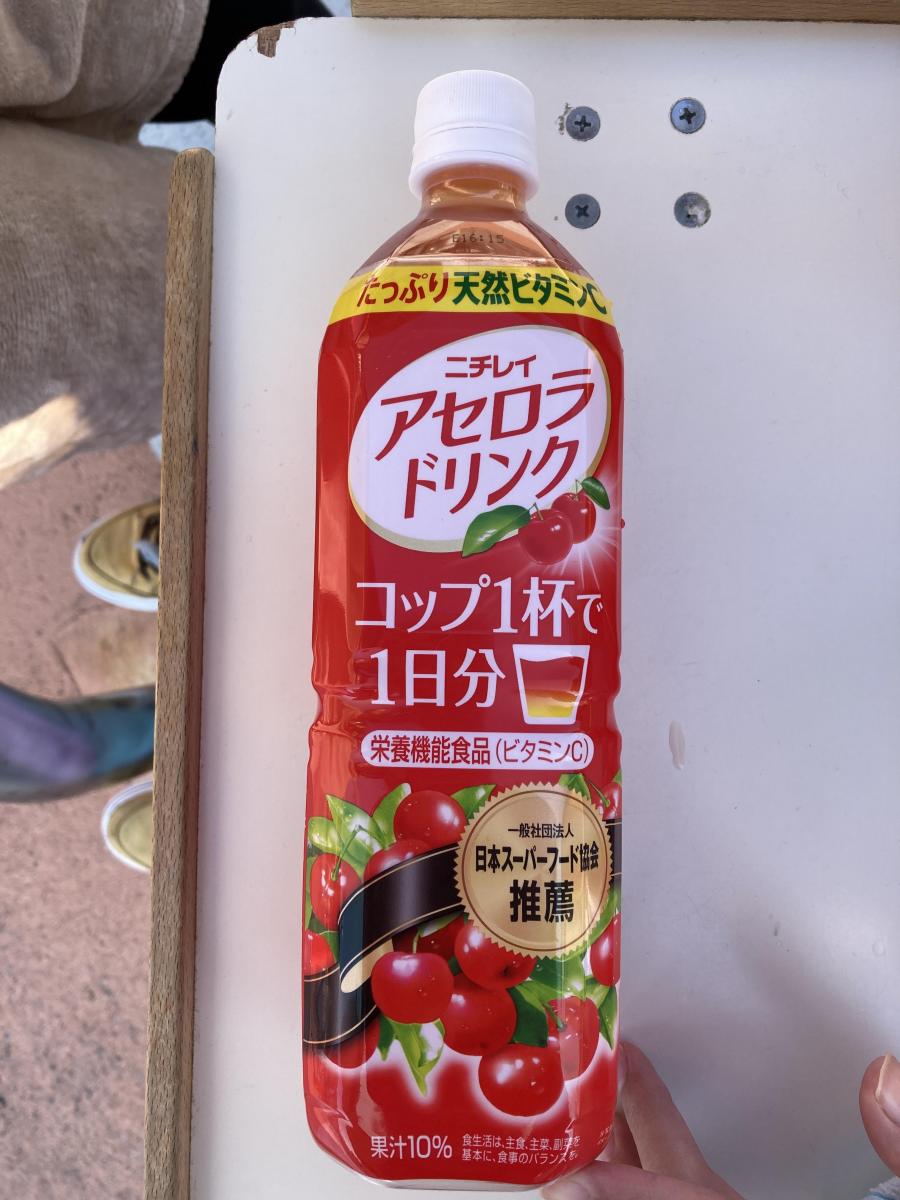 E16:15
たっぷり天然ビタミンC
ニチレイ
アセロラ
ドリンク
コップ1杯で
1日分
栄養機能食品(ビタミンC)
一般社団法人
日本スーパーフード協会
推薦
果汁10%
食生活は、主食、主菜、副菜を
基本に、食事のバランスを。